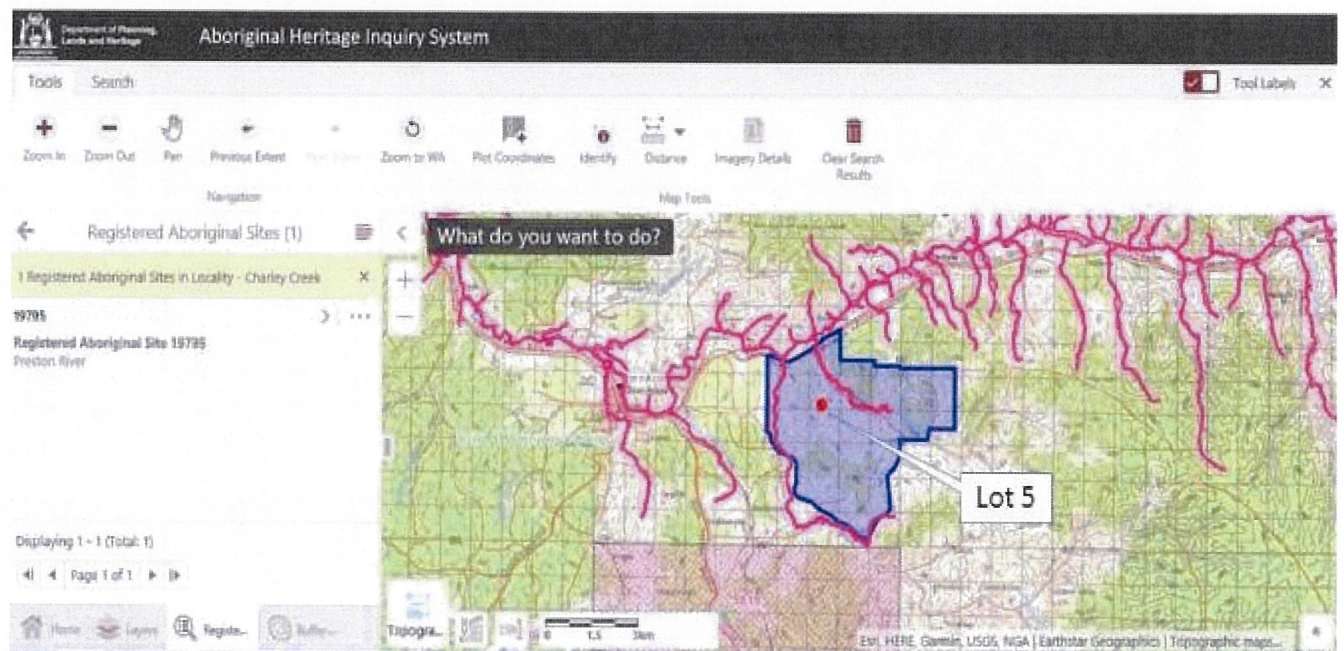 Department of Planning,
Lands and Heritage
Aboriginal Heritage Inquiry System
Tools Search
Tool Labels
Zoom In Zoom Out Pan Previous Extent Zoom to WA Plot Coordinates Identify Distance Imagery Details Clear Search
Results
Navigation
Map Tools
Registered Aboriginal Sites (1)
What do you want to do?
1 Registered Aboriginal Sites in Locality - Charley Creek
19795
Registered Aboriginal Site 19795
Preston River
Lot 5
Displaying 1 - 1 (Total: 1)
Page 1 of 1
Home Layers Registe... Buffer...
Topogra...
0 1.5 3km
Esri, HERE, Garmin, USGS, NGA | Earthstar Geographics | Topographic maps...